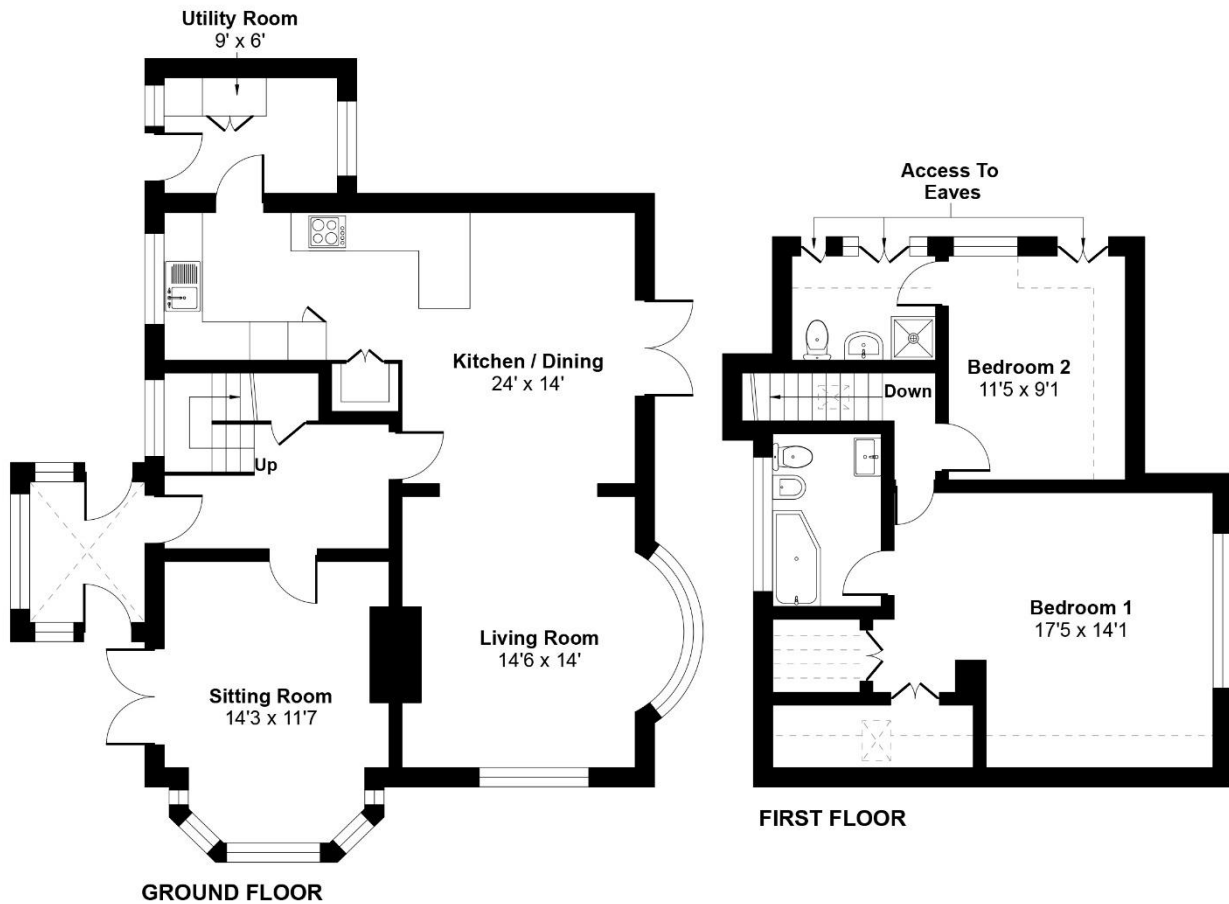 Utility Room
9' x 6'
Kitchen / Dining
24' x 14'
Up
Living Room
14'6 x 14'
Sitting Room
14'3 x 11'7
GROUND FLOOR
Access To
Eaves
Bedroom 2
11'5 x 9'1
Down
Bedroom 1
17'5 x 14'1
FIRST FLOOR